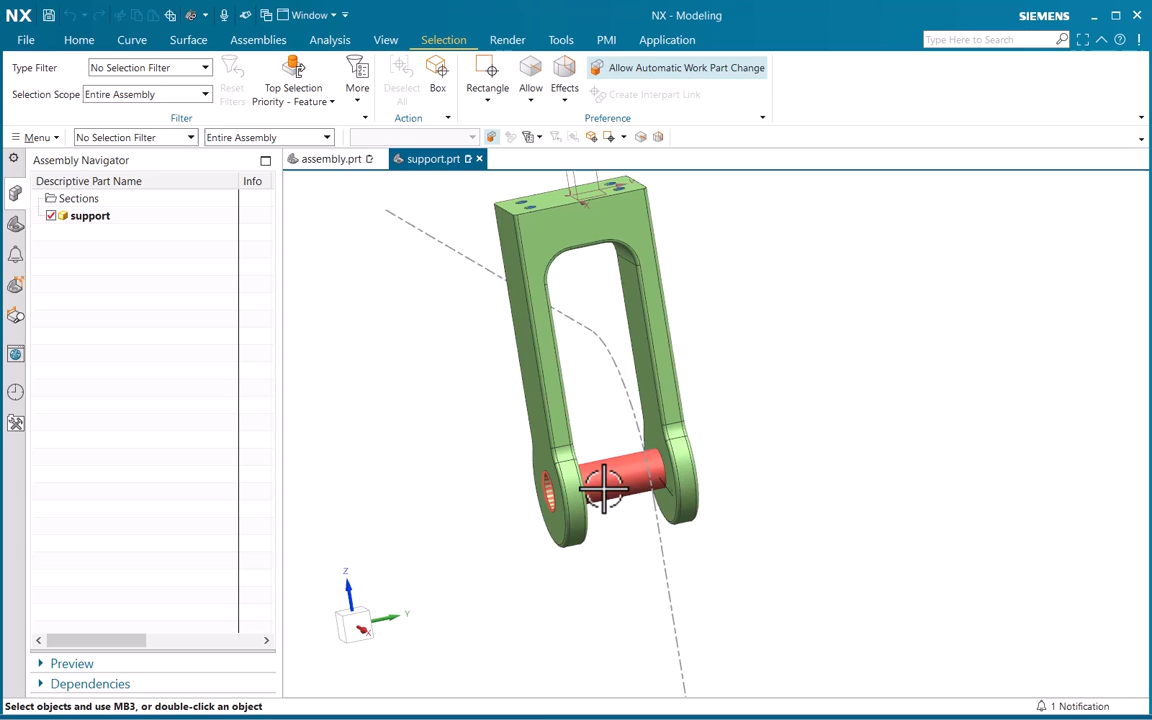 NX Window NX - Modeling SIEMENS
File Home Curve Surface Assemblies Analysis View Selection Render Tools PMI Application Type Here to Search
Type Filter No Selection Filter
Selection Scope Entire Assembly
Reset Filters
Top Selection Priority - Feature
More
Deselect All
Box
Rectangle
Allow
Effects
Allow Automatic Work Part Change
Create Interpart Link
Filter Action Preference
Menu No Selection Filter Entire Assembly
Assembly Navigator assembly.prt support.prt
Descriptive Part Name Info
Sections
support
Z
Y
X
Preview
Dependencies
Select objects and use MB3, or double-click an object 1 Notification